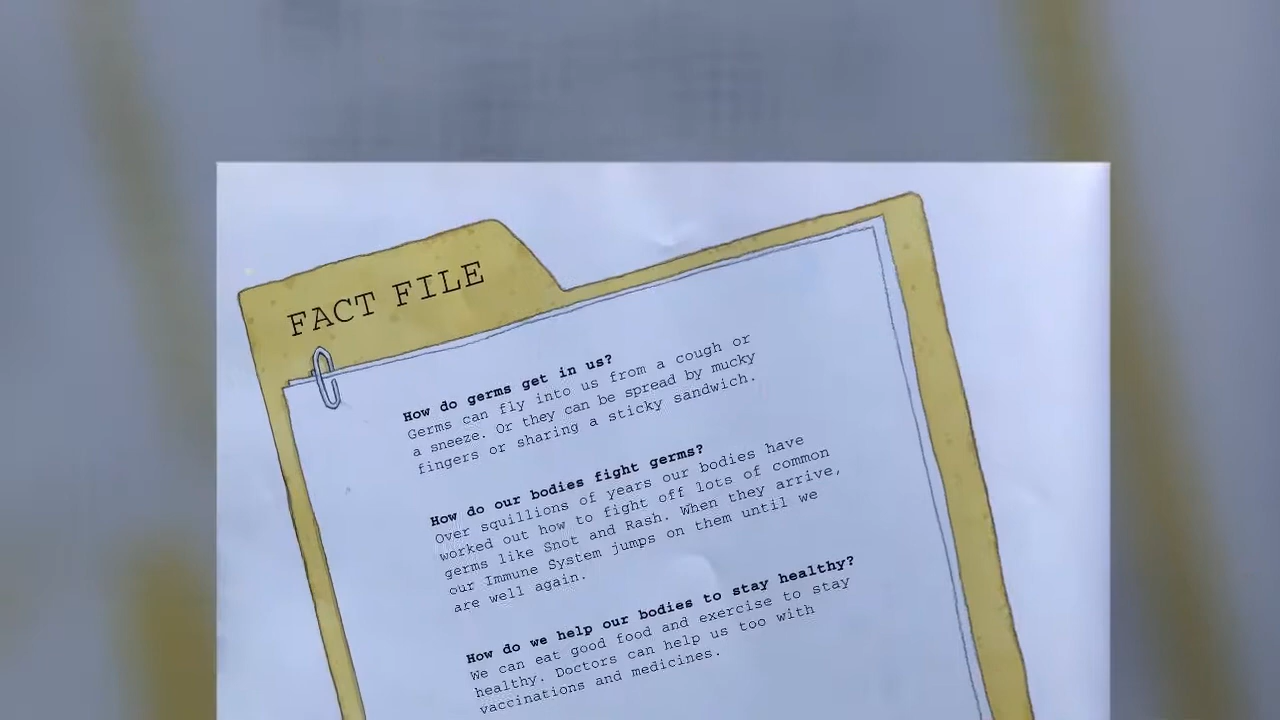 FACT FILE
How do germs get in us?
Germs can fly into us from a cough or
a sneeze. Or they can be spread by mucky
fingers or sharing a sticky sandwich.
How do our bodies fight germs?
Over squillions of years our bodies have
worked out how to fight off lots of common
germs like Snot and Rash. When they arrive,
our Immune System jumps on them until we
are well again.
How do we help our bodies to stay healthy?
We can eat good food and exercise to stay
healthy. Doctors can help us too with
vaccinations and medicines.